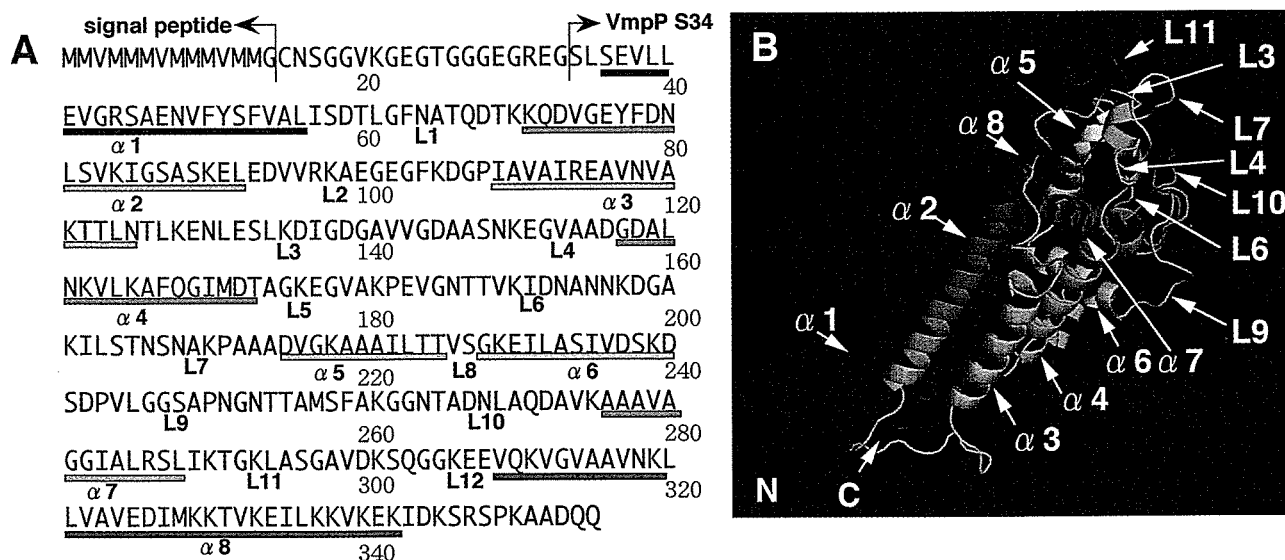 A
signal peptide
VmpP S34
MMVMMMVMMMVMMGCNSGGVKGEGTGGGEGREGSLSEVLL
20 40
EVGRSAENVFYSFVALISDTLGFNATQDTKKQDVGEYFDN
α1 60 L1 80
LSVKIGSASKELEDVVRKAEGEGFKDGPIAVAIREAVNVA
α2 L2 100 α3 120
KTTLNTLKENLESLKDIGDGAVVGDAASNKEGVAADGDAL
L3 140 L4 160
NKVLKAFQGIMDTAGKEGVAKPEVGNTTVKIDNANNKDGA
α4 L5 180 L6 200
KILSTNSNAKPAAADVGKAAAILTTVSGKEILASIVDSKD
L7 α5 220 L8 α6 240
SDPVLGGSAPNGNTTAMSFAKGGNTADNLAQDAVKAAAVA
L9 260 L10 280
GGIALRSLIKTGKLASGAVDKSQGGKEEVQKVGVAAVNKL
α7 L11 300 L12 320
LVAVEDIMKKTVKEILKKVKEKIDKSRSPKAADQQ
α8 340
B
L11
L3
α5
L7
α8
L4
L10
α2
L6
L9
α1
α6 α7
α4
α3
N C